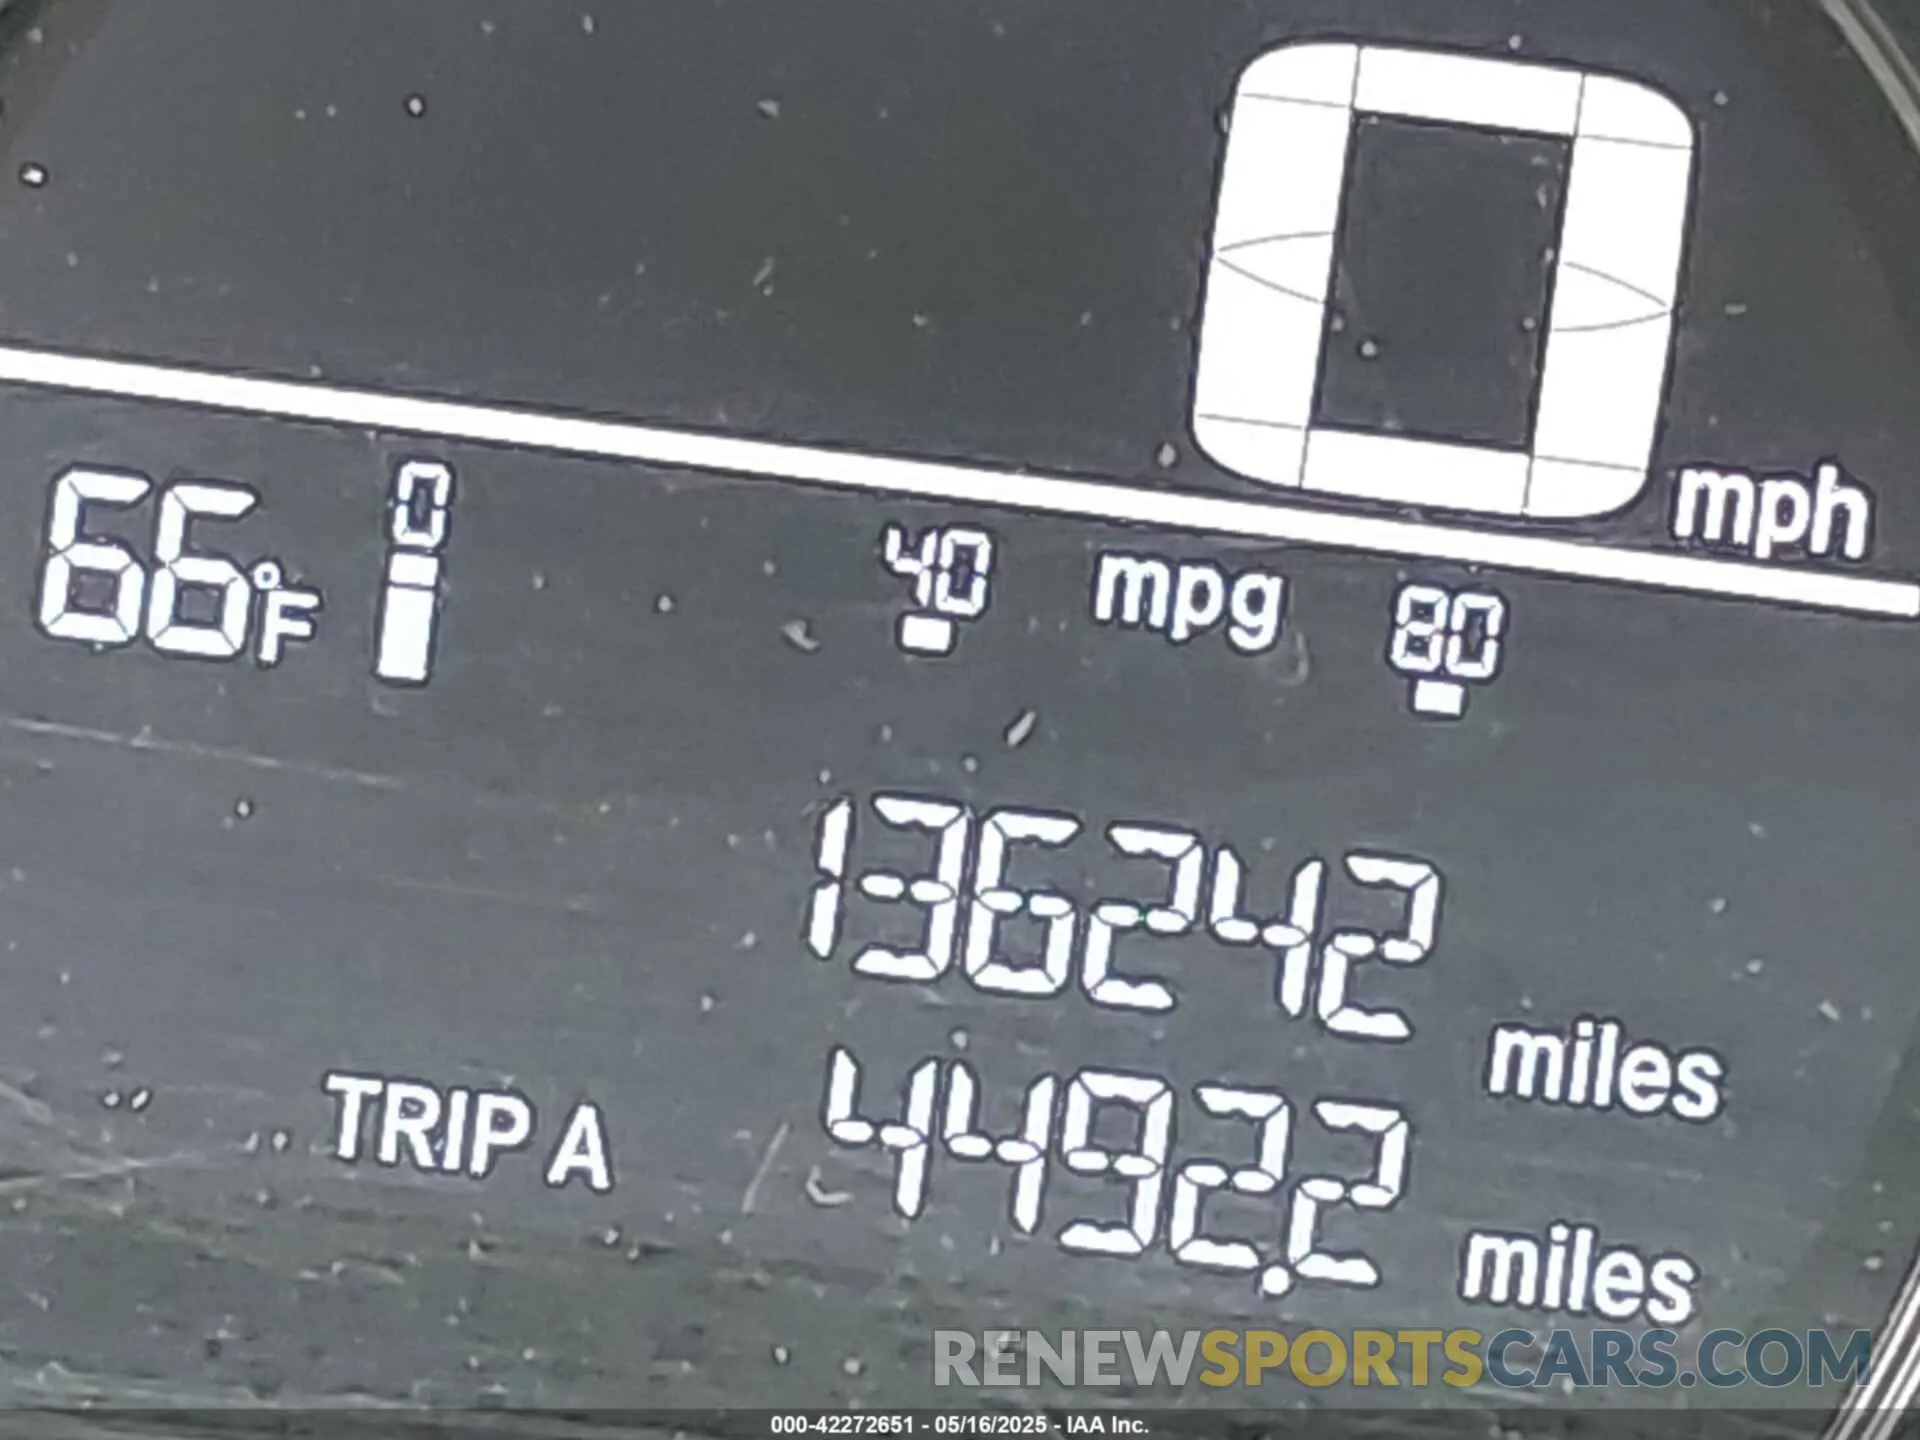 0 mph
66°F 0 40 mpg 80
136242 miles
TRIP A 4492.2 miles
RENEWSPORTSCARS.COM
000-42272651 - 05/16/2025 - IAA Inc.